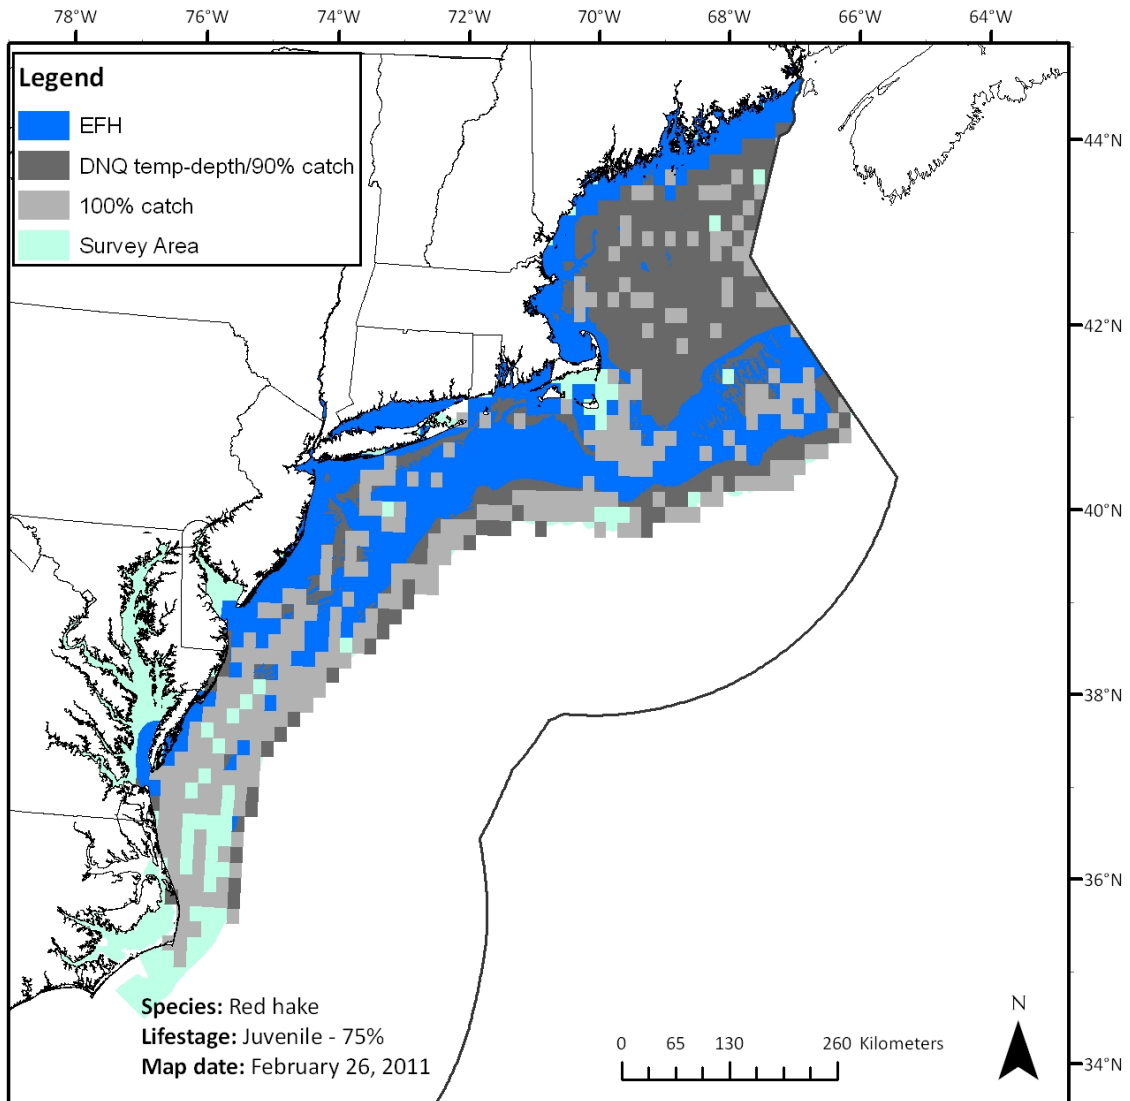 78°W 76°W 74°W 72°W 70°W 68°W 66°W 64°W
Legend
EFH
DNQ temp-depth/90% catch
100% catch
Survey Area
44°N
42°N
40°N
38°N
36°N
34°N
Species: Red hake
Lifestage: Juvenile - 75%
Map date: February 26, 2011
0 65 130 260 Kilometers
N